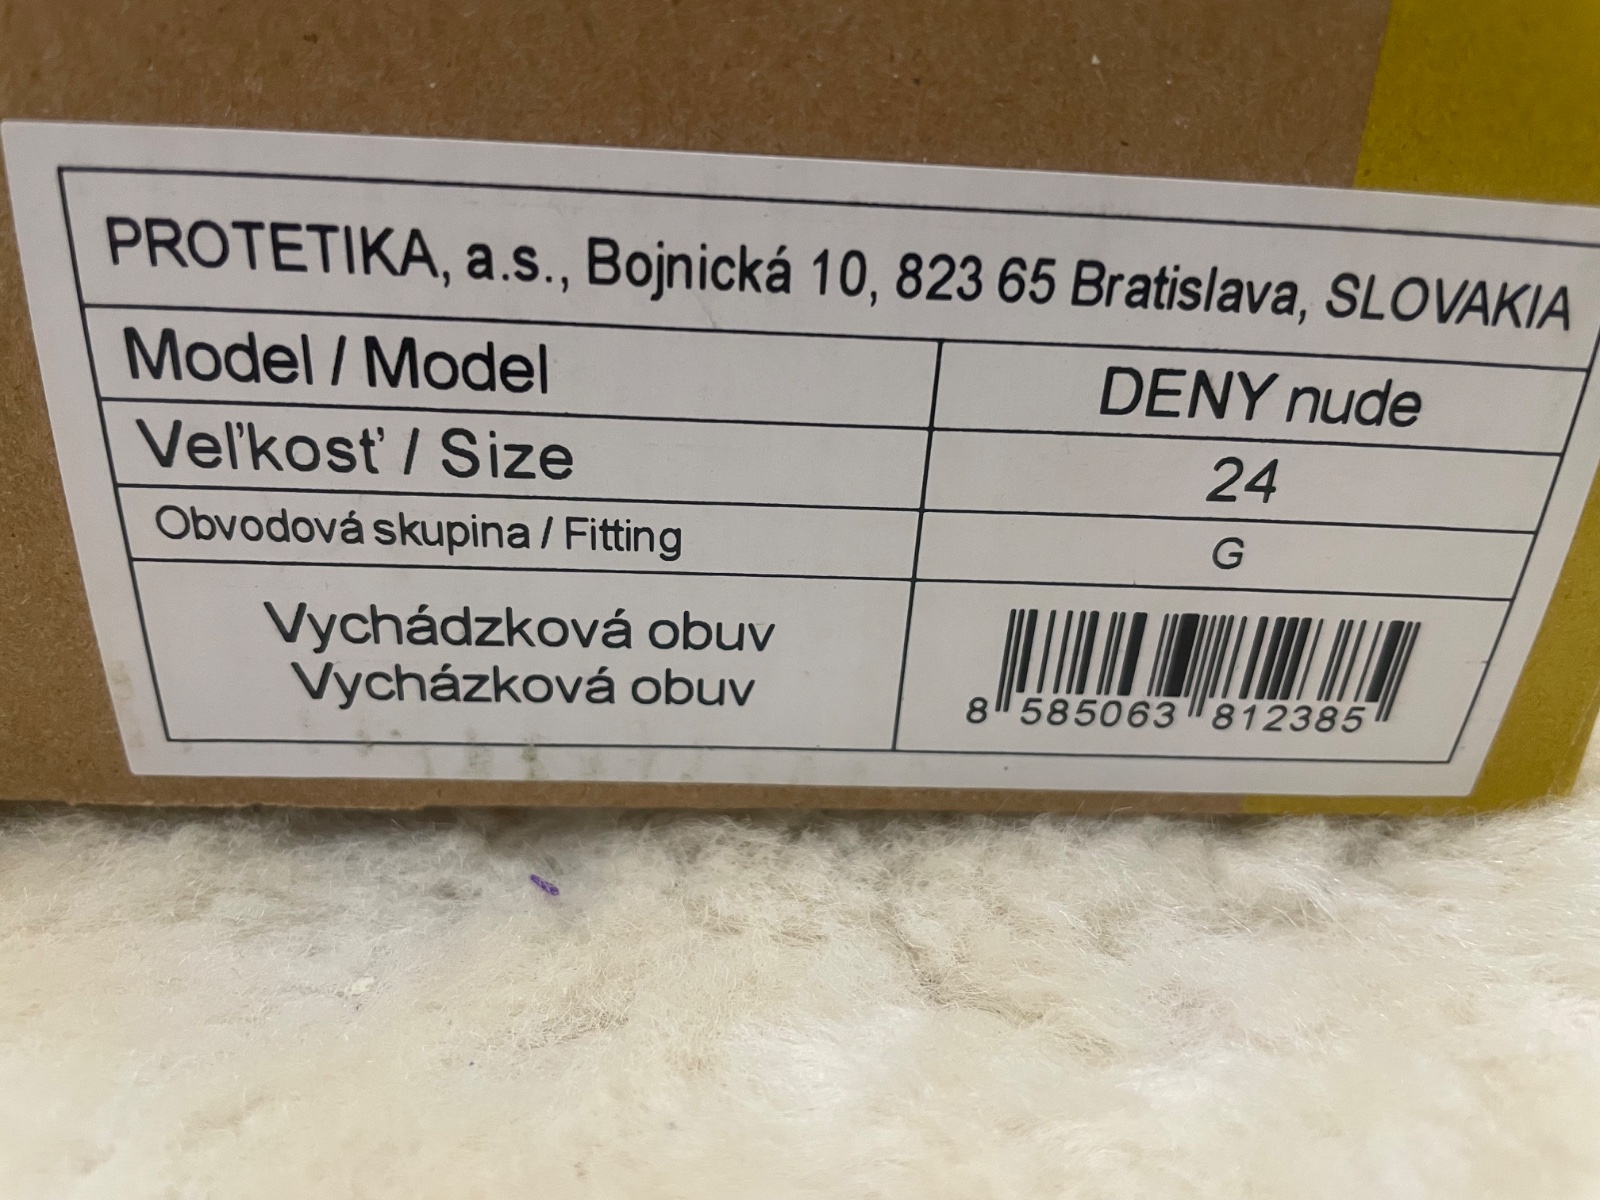 PROTETIKA, a.s., Bojnická 10, 823 65 Bratislava, SLOVAKIA
Model / Model DENY nude
Veľkosť / Size 24
Obvodová skupina / Fitting G
Vychádzková obuv
Vycházková obuv
8 585063 812385